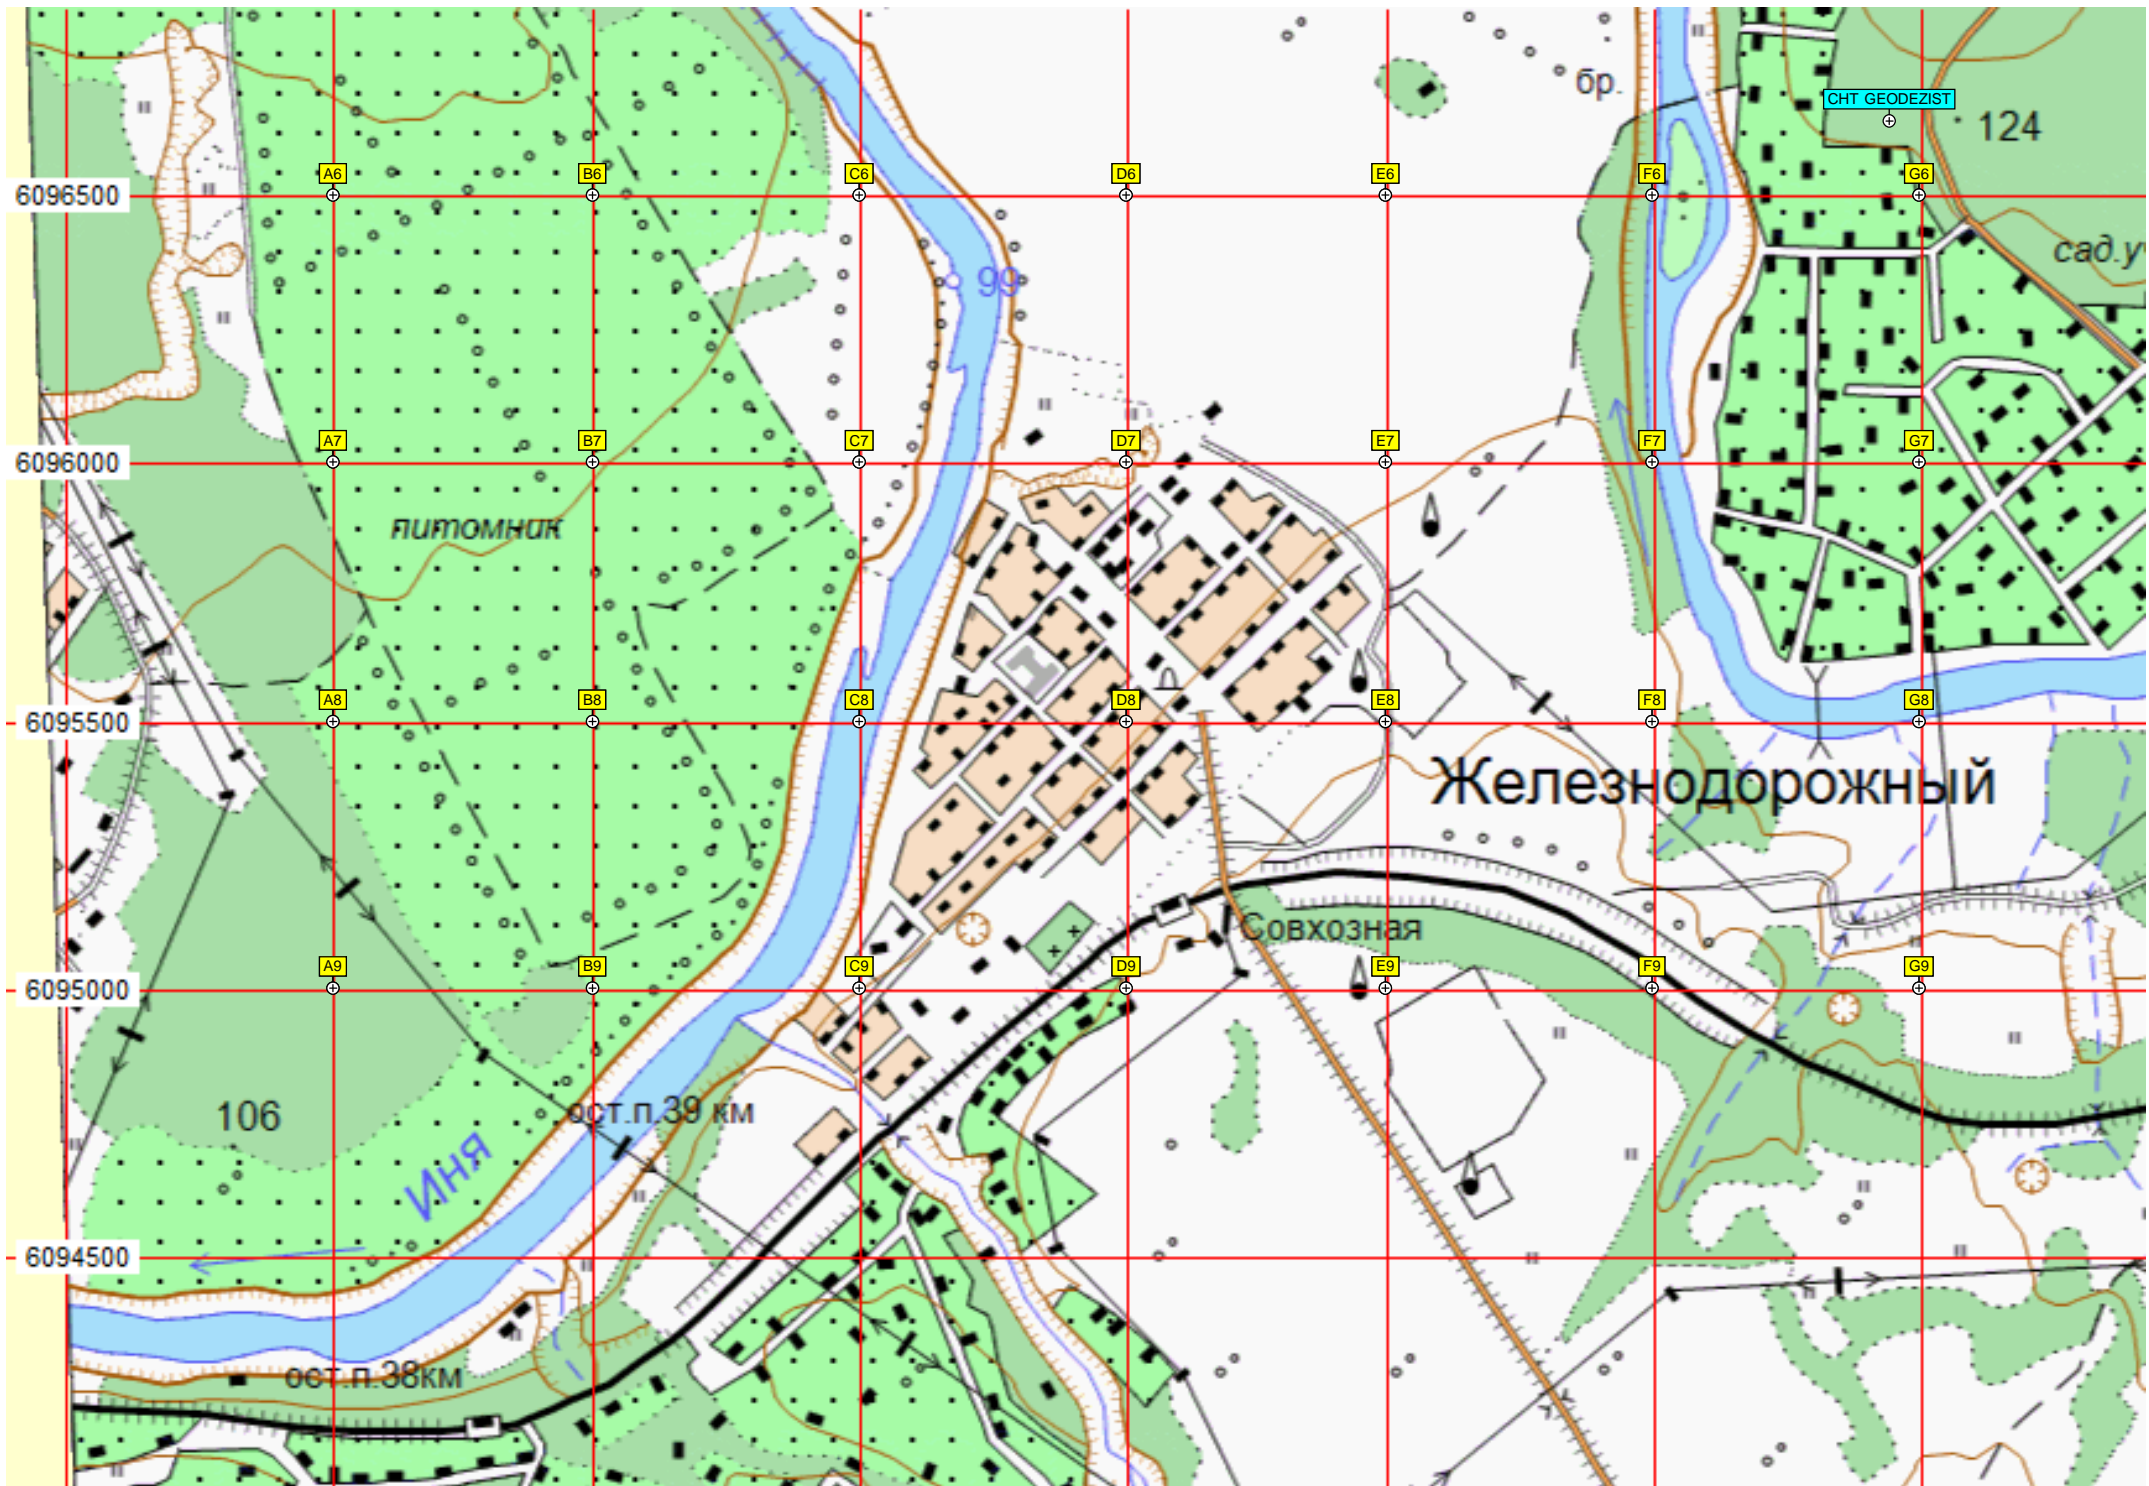 бр.
CHT GEODEZIST
124
A6
B6
C6
D6
E6
F6
G6
6096500
сад.у
99
A7
B7
C7
D7
E7
F7
G7
6096000
питомник
A8
B8
C8
D8
E8
F8
G8
6095500
Железнодорожный
Совхозная
A9
B9
C9
D9
E9
F9
G9
6095000
106
ост.п.39 км
Иня
6094500
ост.п.38км